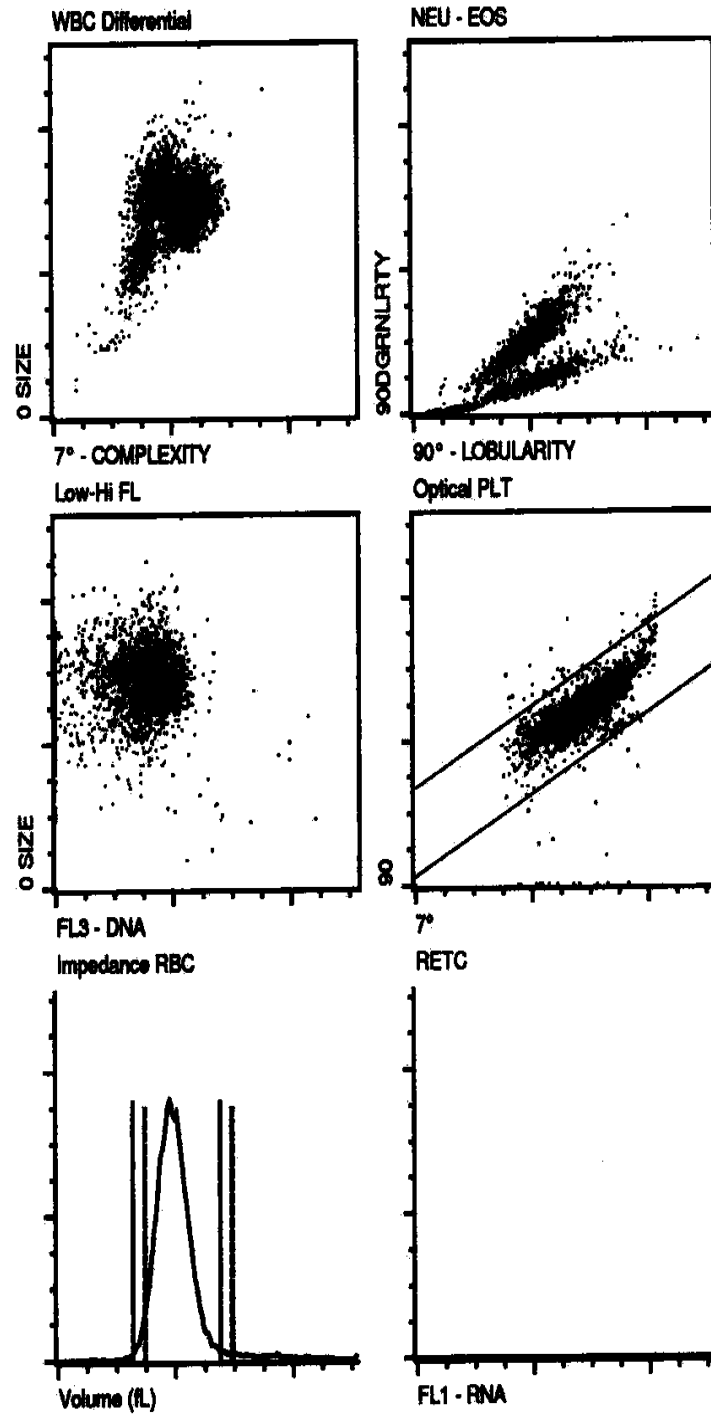 WBC Differential
NEU - EOS
0 SIZE
90DGRNLRTY
7° - COMPLEXITY
90° - LOBULARITY
Low-Hi FL
Optical PLT
0 SIZE
90
FL3 - DNA
7°
Impedance RBC
RETC
Volume (fL)
FL1 - RNA